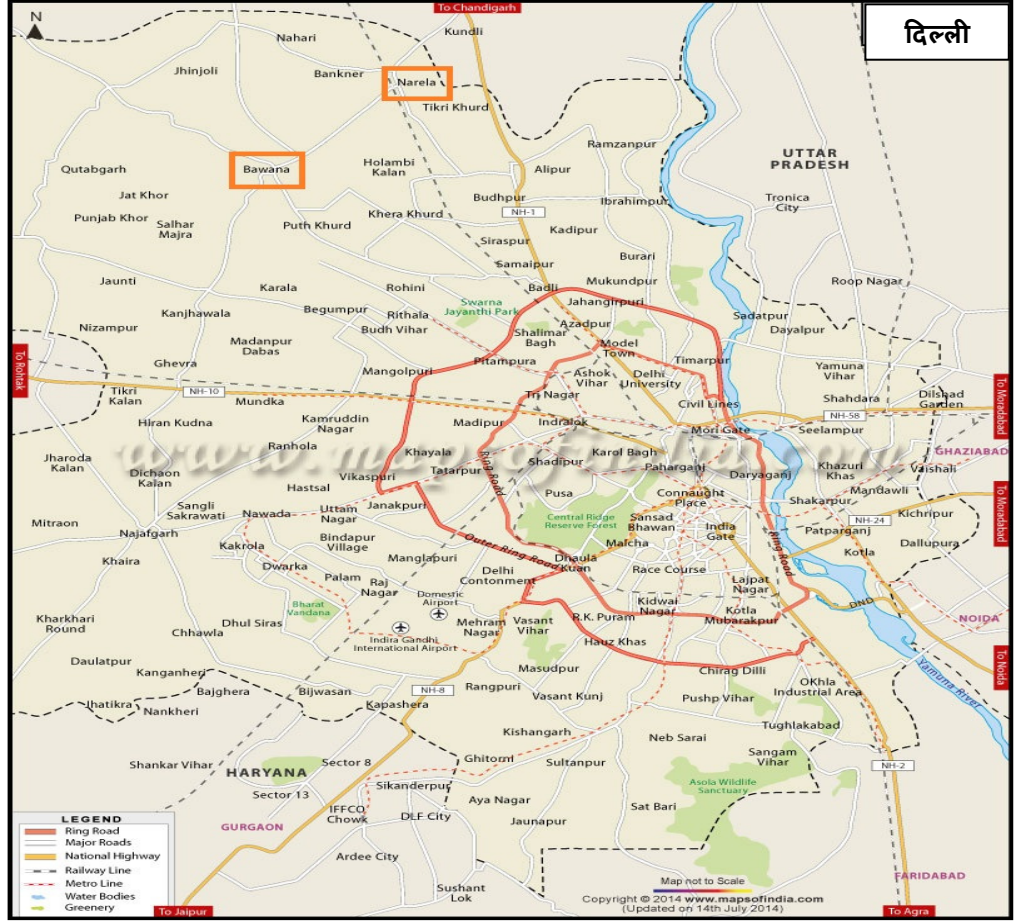 To Chandigarh
N
दिल्ली
Kundli
Nahari
Jhinjoli
Bankner
Narela
Tikri Khurd
Ramzanpur
UTTAR
PRADESH
Qutabgarh
Bawana
Holambi
Kalan
Alipur
Jat Khor
Budhpur
Ibrahimpur
Tronica
City
Punjab Khor
Salhar
Majra
Puth Khurd
Khera Khurd
NH-1
Kadipur
Siraspur
Burari
Samaipur
Jaunti
Karala
Rohini
Badli
Mukundpur
Roop Nagar
Swarna
Jayanthi Park
Jahangirpuri
Kanjhawala
Begumpur
Rithala
Sadatpur
Nizampur
Budh Vihar
Azadpur
Dayalpur
Shalimar
Bagh
Madanpur
Dabas
Model
Town
To Rohtak
Ghevra
Mangolpuri
Pitampura
Timarpur
Yamuna
Vihar
Ashok
Vihar
Delhi
University
Tikri
Kalan
NH-10
Mundka
Tri Nagar
Civil Lines
Shahdara
Dilshad
Garden
To Moradabad
NH-58
Hiran Kudna
Kamruddin
Nagar
Madipur
Indralok
Mori Gate
Seelampur
www.mapsofindia.com
Ranhola
Khayala
Karol Bagh
GHAZIABAD
Jharoda
Kalan
Tatarpur
Ring Road
Shadipur
Paharganj
Khazuri
Khas
Vaishali
Dichaon
Kalan
Vikaspuri
Daryaganj
Hastsal
Pusa
Connaught
Place
Mandawli
Sangli
Sakrawati
Nawada
Uttam
Nagar
Janakpuri
Shakarpur
Kichripur
To Moradabad
Central Ridge
Reserve Forest
Sansad
Bhawan
India
Gate
NH-24
Mitraon
Najafgarh
Bindapur
Village
Patparganj
Kakrola
Outer Ring Road
Malcha
Ring Road
Kotla
Dallupura
Khaira
Manglapuri
Dhaula
Kuan
Dwarka
Delhi
Contonment
Race Course
Palam
Raj
Nagar
Lajpat
Nagar
Domestic
Airport
Bharat
Vandana
Kidwai
Nagar
Kotla
Mubarakpur
DND
Kharkhari
Round
Dhul Siras
Mehram
Nagar
Vasant
Vihar
R.K. Puram
NOIDA
Chhawla
Indira Gandhi
International Airport
Hauz Khas
Daulatpur
Masudpur
Chirag Dilli
To Noida
Kanganheri
Yamuna River
Bajghera
Bijwasan
NH-8
Rangpuri
Vasant Kunj
Pushp Vihar
OKhla
Industrial Area
Jhatikra
Nankheri
Kapashera
Tughlakabad
Kishangarh
Neb Sarai
Shankar Vihar
HARYANA
Sector 8
Ghitorni
Sultanpur
Sangam
Vihar
NH-2
Sector 13
Sikanderpur
Asola Wildlife
Sanctuary
IFFCO
Chowk
DLF City
Aya Nagar
Sat Bari
GURGAON
Jaunapur
Ardee City
Sushant
Lok
FARIDABAD
LEGEND
Ring Road
Major Roads
National Highway
Railway Line
Metro Line
Water Bodies
Greenery
Map not to Scale
Copyright © 2014 www.mapsofindia.com
(Updated on 14th July 2014)
To Jaipur
To Agra